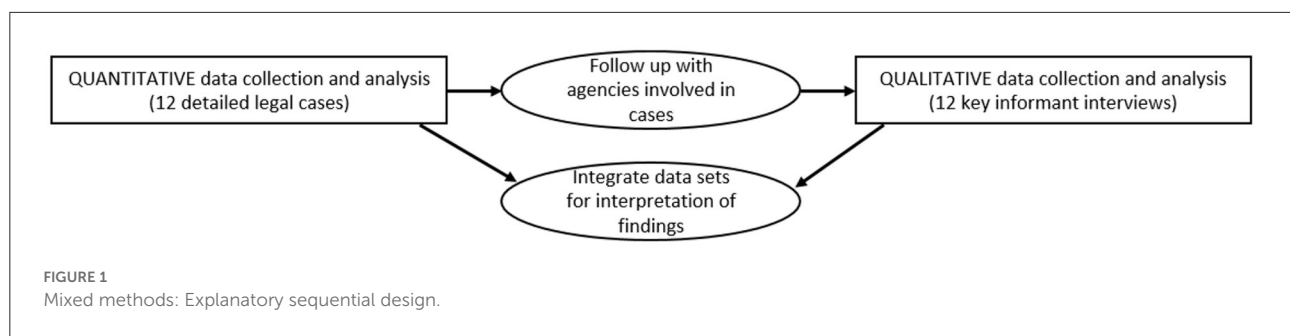 QUANTITATIVE data collection and analysis
(12 detailed legal cases)
Follow up with
agencies involved in
cases
QUALITATIVE data collection and analysis
(12 key informant interviews)
Integrate data sets
for interpretation of
findings
FIGURE 1
Mixed methods: Explanatory sequential design.